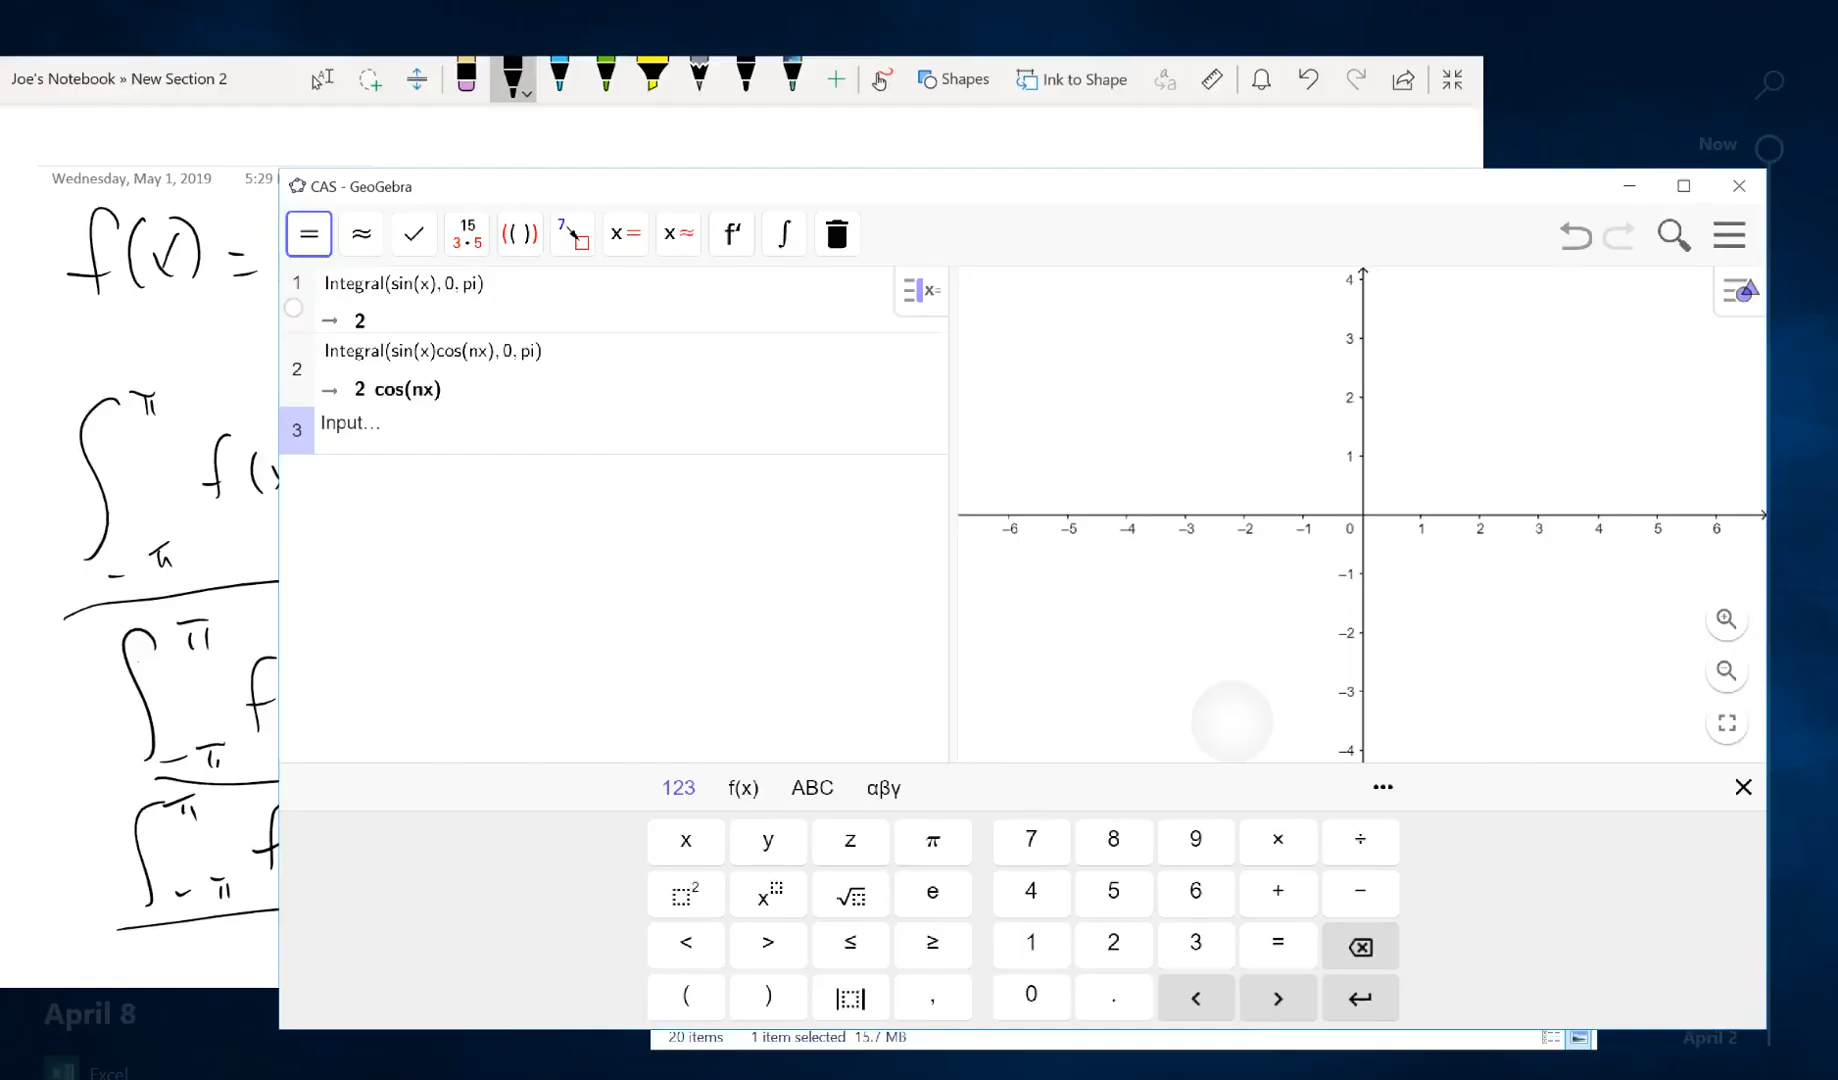 Joe's Notebook » New Section 2
Shapes
Ink to Shape
Now
Wednesday, May 1, 2019
5:29
f(x) =
CAS - GeoGebra
= ≈ ✓ 15 3•5 (( )) 7 x= x≈ f' ∫
1 Integral(sin(x), 0, pi)
→ 2
2 Integral(sin(x)cos(nx), 0, pi)
→ 2 cos(nx)
3 Input...
x=
4
3
2
1
–6 –5 –4 –3 –2 –1 0 1 2 3 4 5 6
–1
–2
–3
–4
∫ π f(x
- π
∫ π f
- π
∫ π f
- π
123 f(x) ABC αβγ ...
x y z π 7 8 9 × ÷
2 x √ e 4 5 6 + −
< > ≤ ≥ 1 2 3 =
( ) | | , 0 . < >
20 items 1 item selected 15.7 MB
April 8
April 2
Excel